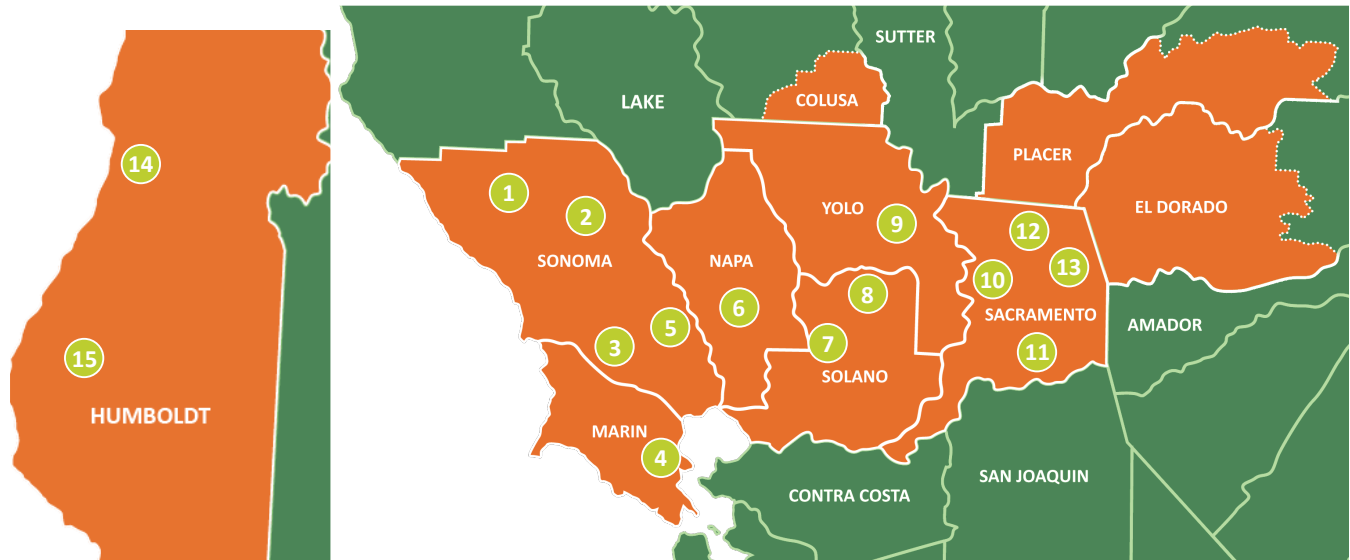 14
15
HUMBOLDT
SUTTER
LAKE
COLUSA
PLACER
1
2
YOLO
9
EL DORADO
12
SONOMA
NAPA
13
10
8
6
SACRAMENTO
5
AMADOR
3
7
11
SOLANO
MARIN
4
SAN JOAQUIN
CONTRA COSTA